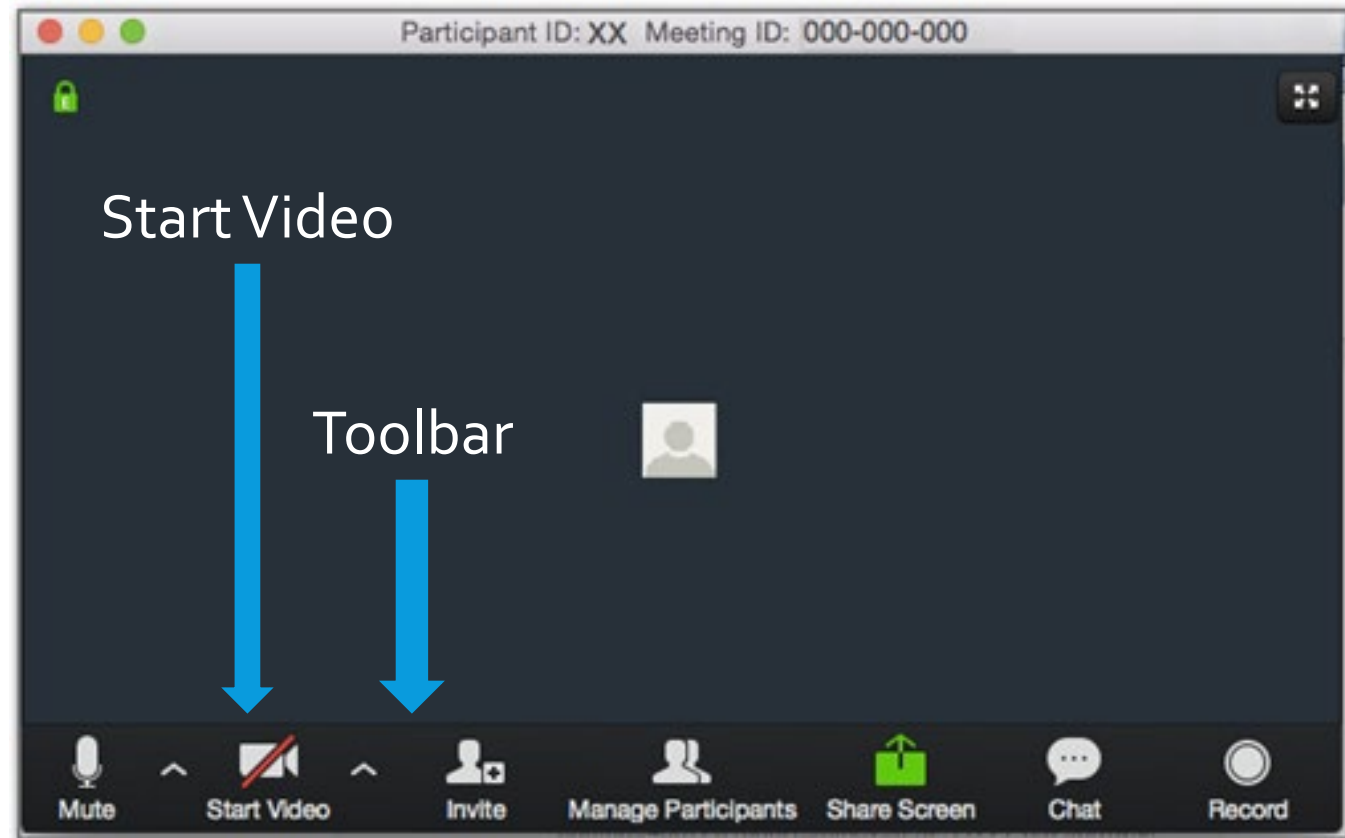 Participant ID: XX Meeting ID: 000-000-000
E
Start Video
Toolbar
Mute Start Video Invite Manage Participants Share Screen Chat Record